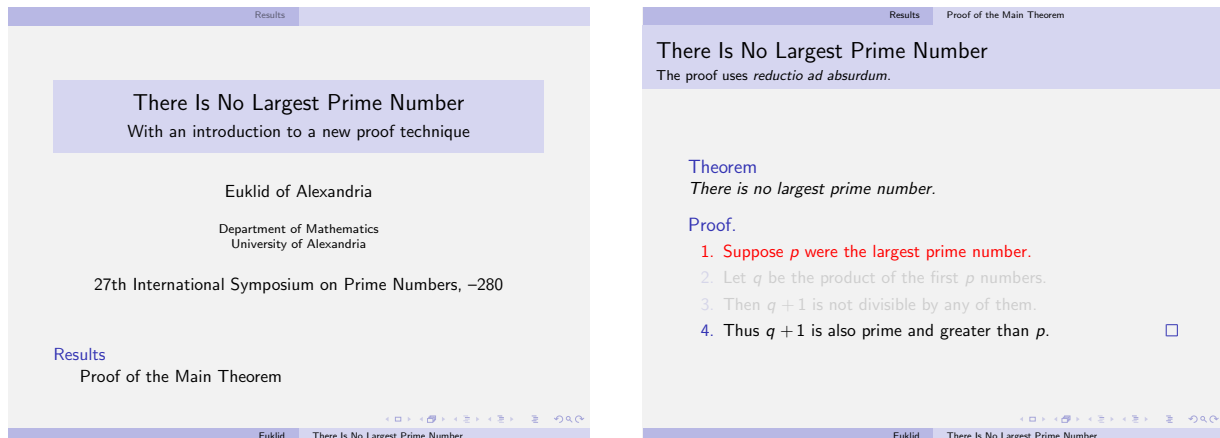 Results
There Is No Largest Prime Number
With an introduction to a new proof technique
Euklid of Alexandria
Department of Mathematics
University of Alexandria
27th International Symposium on Prime Numbers, –280
Results
Proof of the Main Theorem
Euklid There Is No Largest Prime Number
Results Proof of the Main Theorem
There Is No Largest Prime Number
The proof uses reductio ad absurdum.
Theorem
There is no largest prime number.
Proof.
1. Suppose p were the largest prime number.
2. Let q be the product of the first p numbers.
3. Then q + 1 is not divisible by any of them.
4. Thus q + 1 is also prime and greater than p. □
Euklid There Is No Largest Prime Number